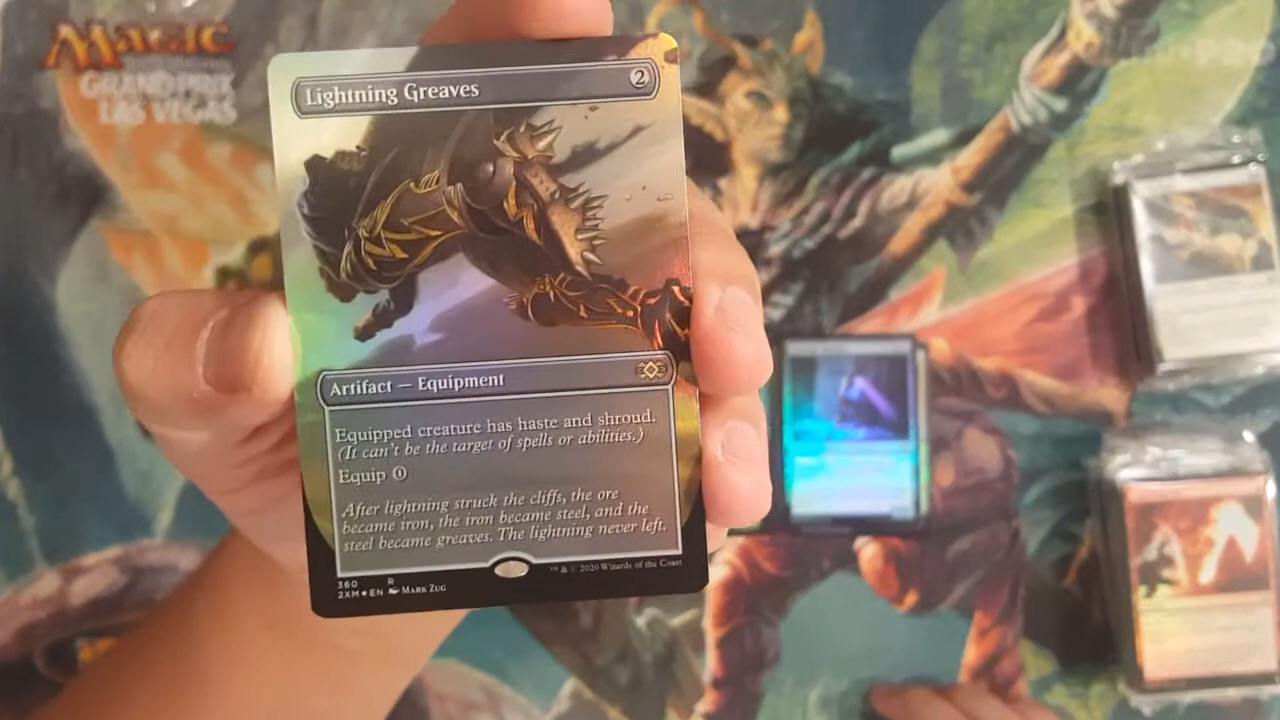 Magic
GRAND PRIX
LAS VEGAS
Lightning Greaves
2
Artifact — Equipment
Equipped creature has haste and shroud.
(It can't be the target of spells or abilities.)
Equip 1
After lightning struck the cliffs, the ore
became iron, the iron became steel, and the
steel became greaves. The lightning never left.
360 R
2XM★EN MARK ZUG
™ & © 2020 Wizards of the Coast